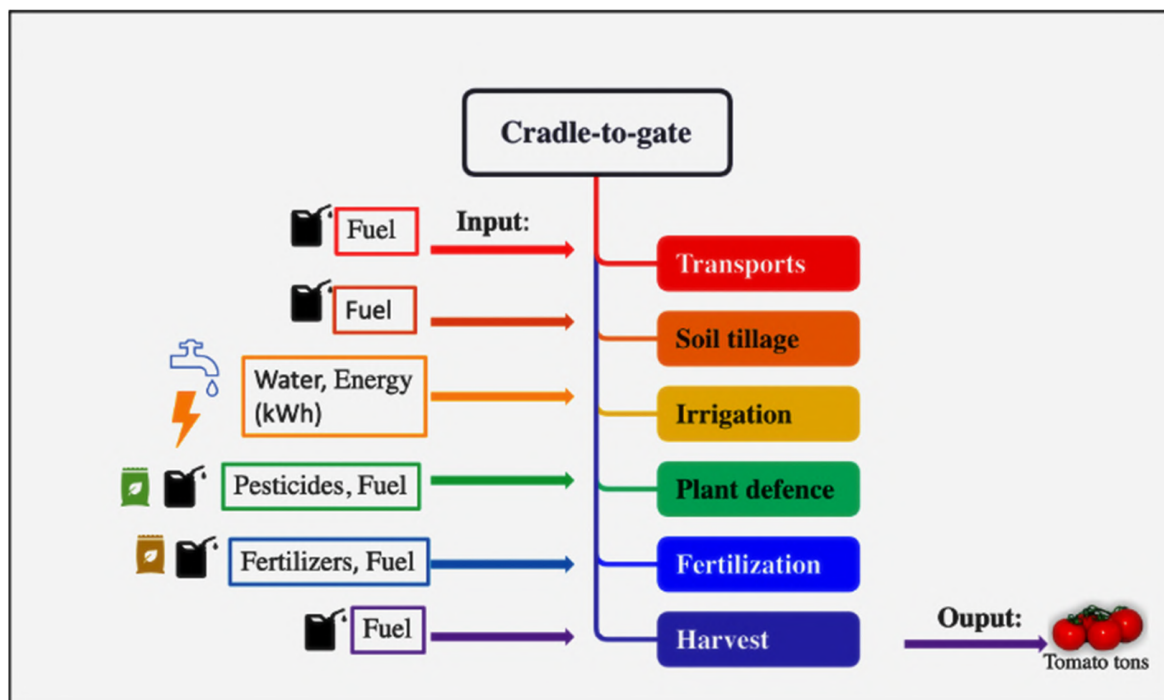 Cradle-to-gate
Fuel
Input:
Transports
Fuel
Soil tillage
Water, Energy
(kWh)
Irrigation
Pesticides, Fuel
Plant defence
Fertilizers, Fuel
Fertilization
Fuel
Harvest
Ouput:
Tomato tons